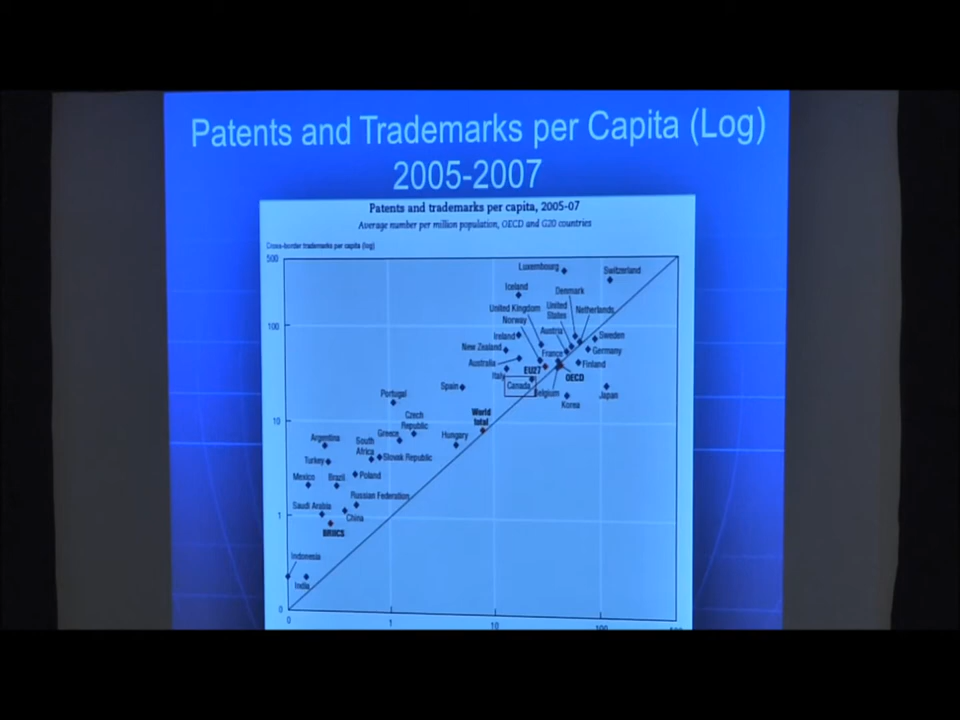 Patents and Trademarks per Capita (Log)
2005-2007
Patents and trademarks per capita, 2005-07
Average number per million population, OECD and G20 countries
Cross-border trademarks per capita (log)
500
Luxembourg
Switzerland
Iceland
Denmark
United Kingdom
United
States
Netherlands
Norway
100
Ireland
Austria
Sweden
New Zealand
France
Germany
Australia
Finland
Italy
EU27
OECD
Spain
Canada
Belgium
Japan
Portugal
Korea
World
total
Czech
Republic
10
Argentina
South
Africa
Greece
Hungary
Turkey
Slovak Republic
Mexico
Brazil
Poland
Russian Federation
Saudi Arabia
1
China
BRIICS
Indonesia
India
0
0
1
10
100